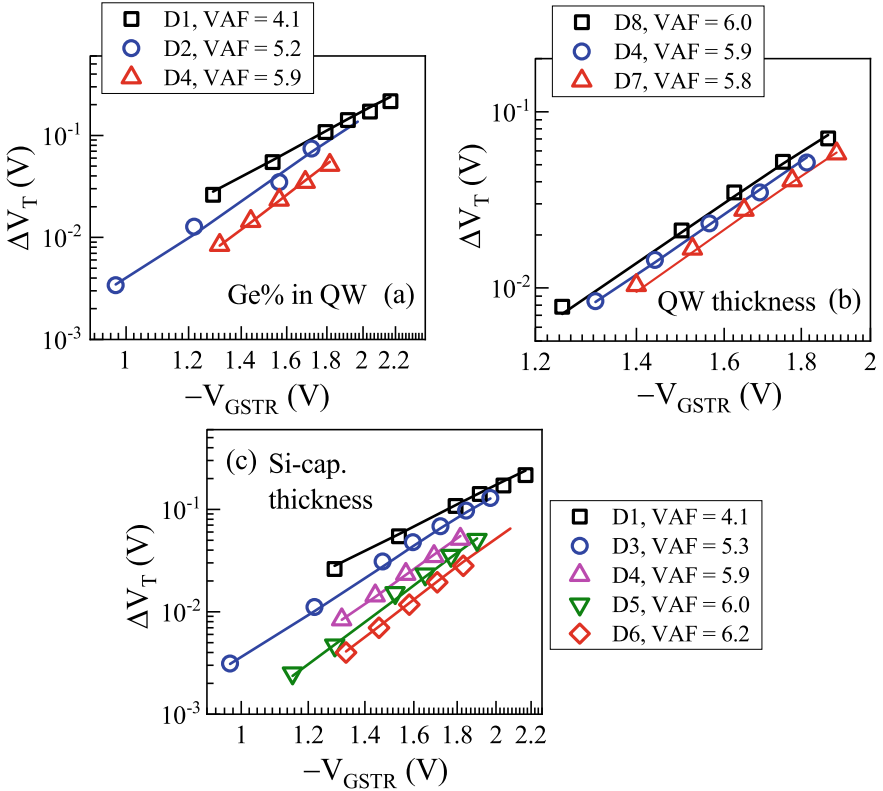 D1, VAF = 4.1
D2, VAF = 5.2
D4, VAF = 5.9
10⁻¹
10⁻²
10⁻³
ΔV_T (V)
Ge% in QW (a)
1 1.2 1.4 1.6 1.8 2 2.2
−V_GSTR (V)
D8, VAF = 6.0
D4, VAF = 5.9
D7, VAF = 5.8
10⁻¹
10⁻²
ΔV_T (V)
QW thickness (b)
1.2 1.4 1.6 1.8 2
−V_GSTR (V)
(c) Si-cap.
thickness
10⁻¹
10⁻²
10⁻³
ΔV_T (V)
1 1.2 1.4 1.6 1.8 2 2.2
−V_GSTR (V)
D1, VAF = 4.1
D3, VAF = 5.3
D4, VAF = 5.9
D5, VAF = 6.0
D6, VAF = 6.2